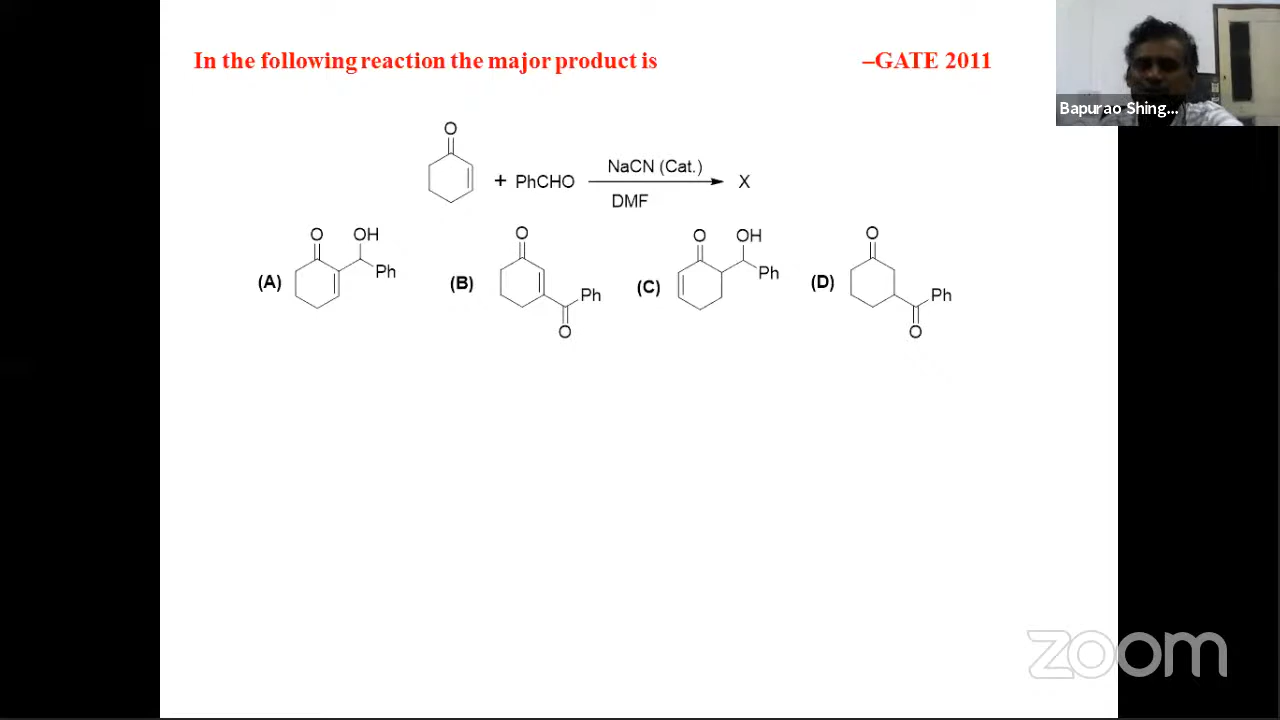 In the following reaction the major product is –GATE 2011
Bapurao Shing...
O
+ PhCHO NaCN (Cat.) X
DMF
(A) O OH Ph
(B) O Ph O
(C) O OH Ph
(D) O Ph O
zoom